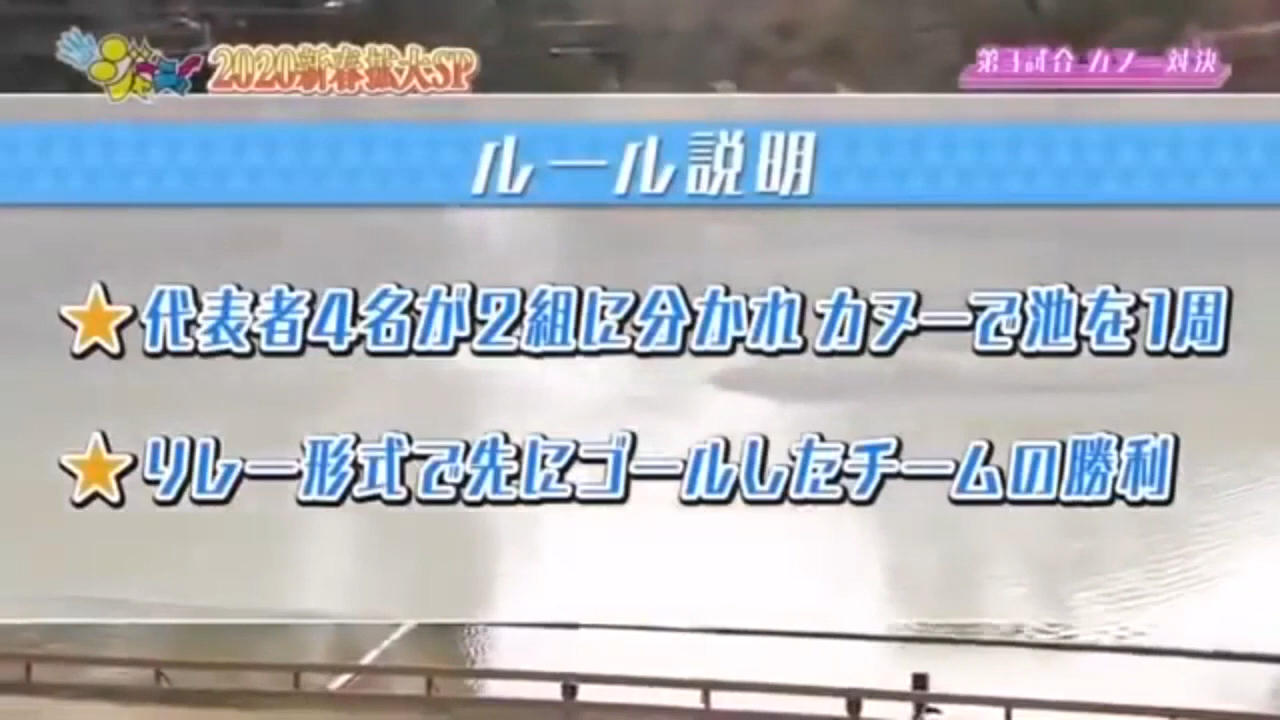 2020新春拡大SP
第3試合 カヌー対決
ルール説明
★代表者4名が2組に分かれ カヌーで池を1周
★リレー形式で先にゴールしたチームの勝利